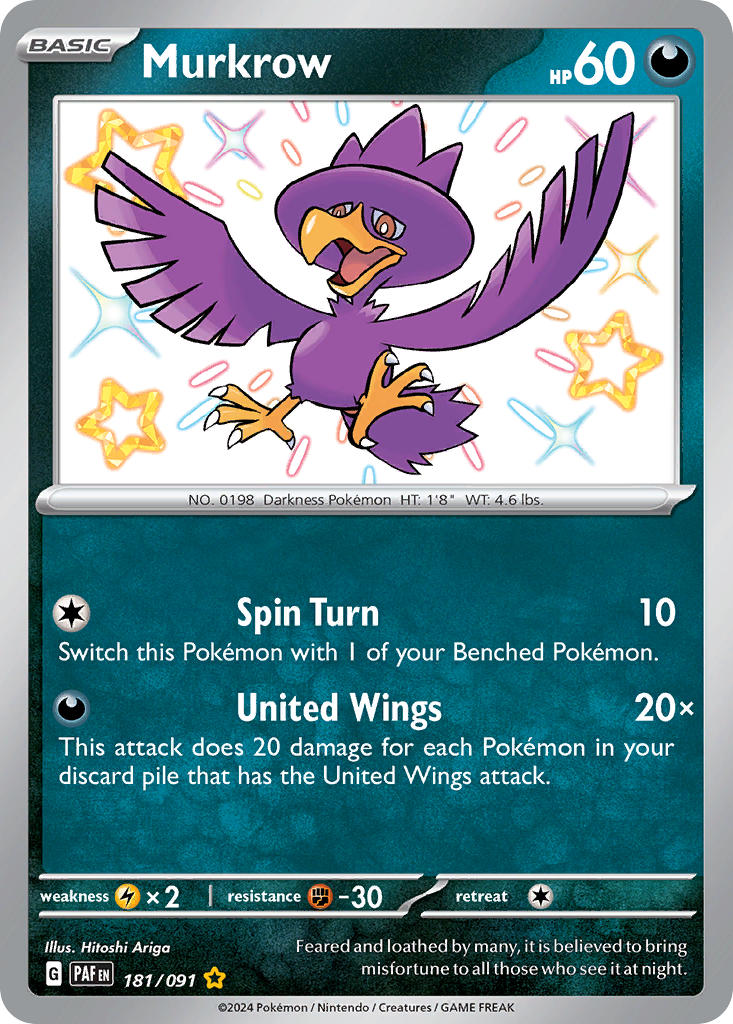 BASIC
Murkrow
HP60
NO. 0198 Darkness Pokémon HT: 1'8" WT: 4.6 lbs.
Spin Turn 10
Switch this Pokémon with 1 of your Benched Pokémon.
United Wings 20×
This attack does 20 damage for each Pokémon in your
discard pile that has the United Wings attack.
weakness ×2 resistance -30 retreat
Illus. Hitoshi Ariga
Feared and loathed by many, it is believed to bring
misfortune to all those who see it at night.
G PAF EN 181/091
©2024 Pokémon / Nintendo / Creatures / GAME FREAK